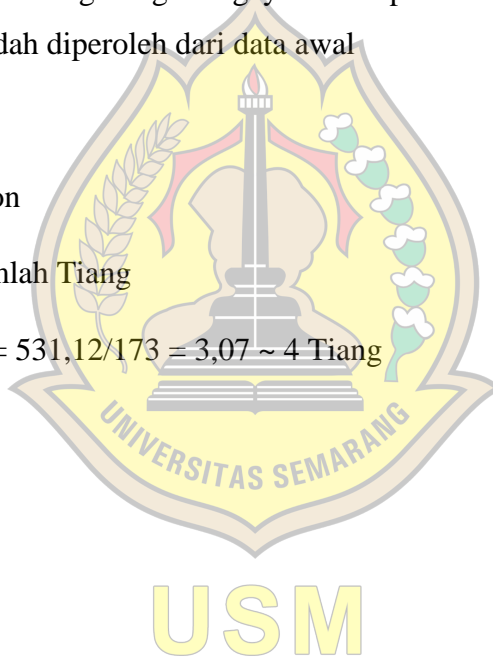 dah diperoleh dari data awal
on
nlah Tiang
= 531,12/173 = 3,07 ~ 4 Tiang
UNIVERSITAS SEMARANG
USM